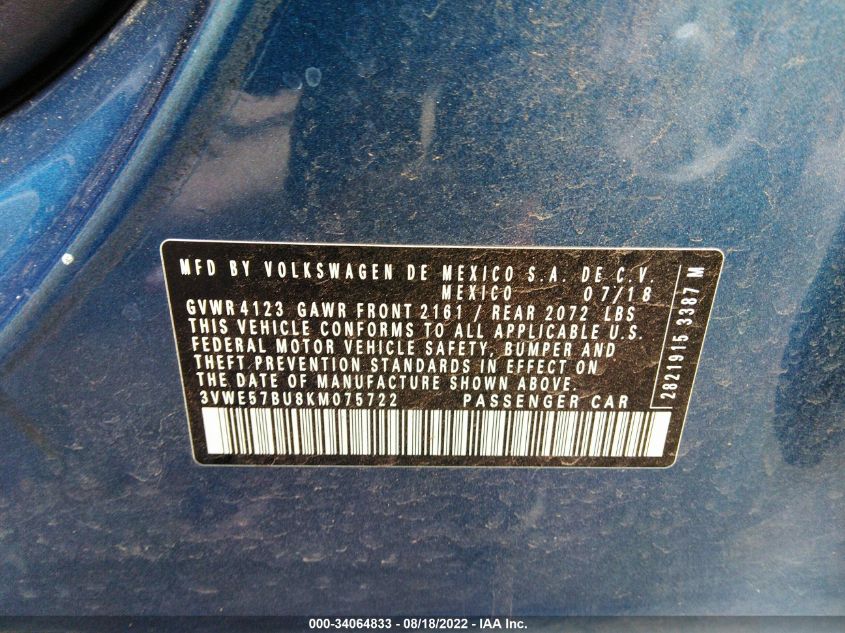 MFD BY VOLKSWAGEN DE MEXICO S.A. DE C.V.
MEXICO 07/18
GVWR 4123 GAWR FRONT 2161 / REAR 2072 LBS
THIS VEHICLE CONFORMS TO ALL APPLICABLE U.S.
FEDERAL MOTOR VEHICLE SAFETY, BUMPER AND
THEFT PREVENTION STANDARDS IN EFFECT ON
THE DATE OF MANUFACTURE SHOWN ABOVE.
3VWE57BU8KM075722 PASSENGER CAR
2821915 3387 M
000-34064833 - 08/18/2022 - IAA Inc.